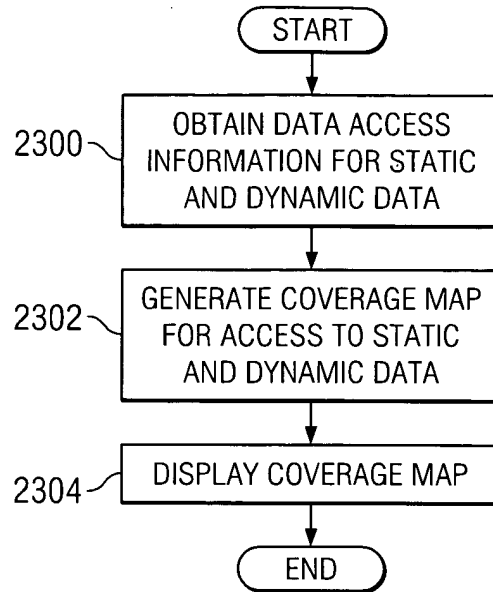 START
2300
OBTAIN DATA ACCESS
INFORMATION FOR STATIC
AND DYNAMIC DATA
2302
GENERATE COVERAGE MAP
FOR ACCESS TO STATIC
AND DYNAMIC DATA
2304
DISPLAY COVERAGE MAP
END